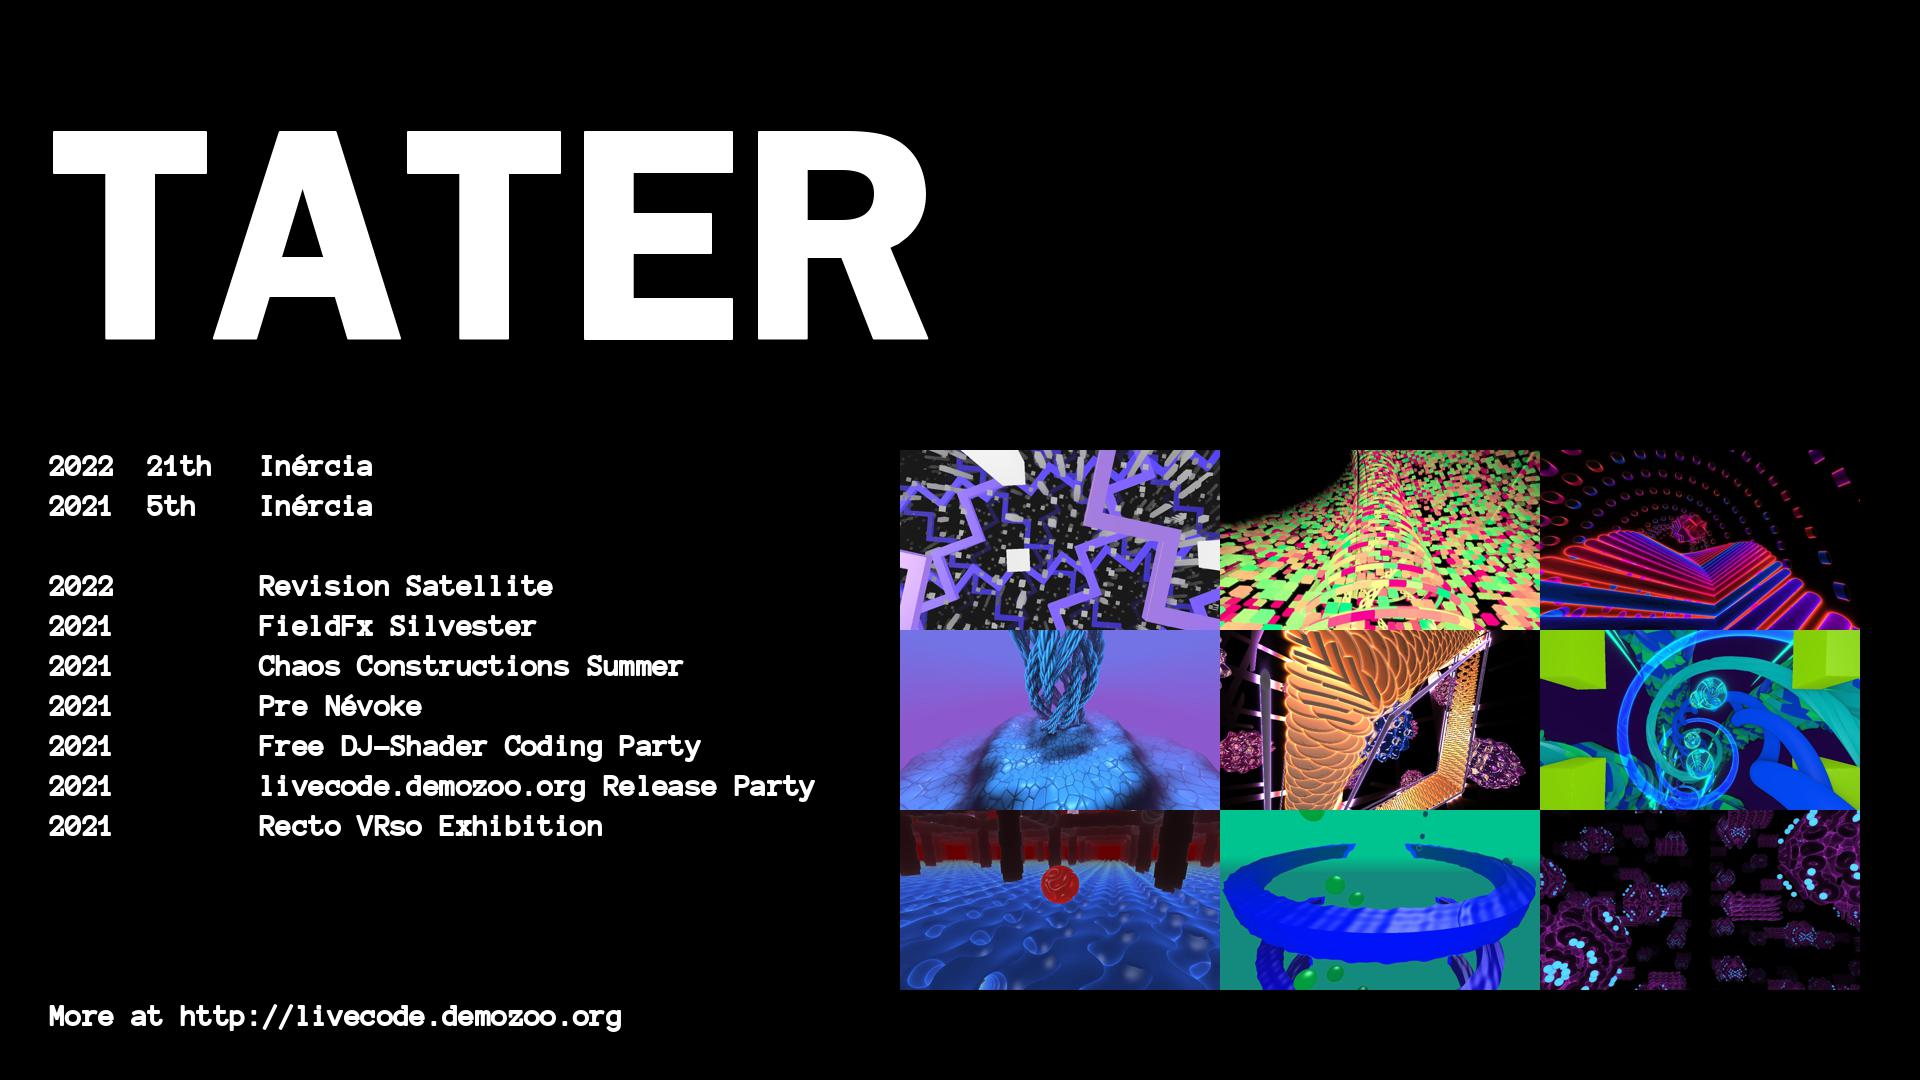 TATER
2022 21th Inércia
2021 5th Inércia
2022 Revision Satellite
2021 FieldFx Silvester
2021 Chaos Constructions Summer
2021 Pre Névoke
2021 Free DJ-Shader Coding Party
2021 livecode.demozoo.org Release Party
2021 Recto VRso Exhibition
More at http://livecode.demozoo.org